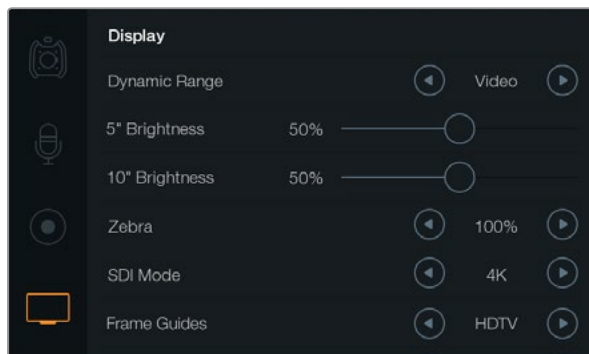 Display
Dynamic Range Video
5" Brightness 50%
10" Brightness 50%
Zebra 100%
SDI Mode 4K
Frame Guides HDTV